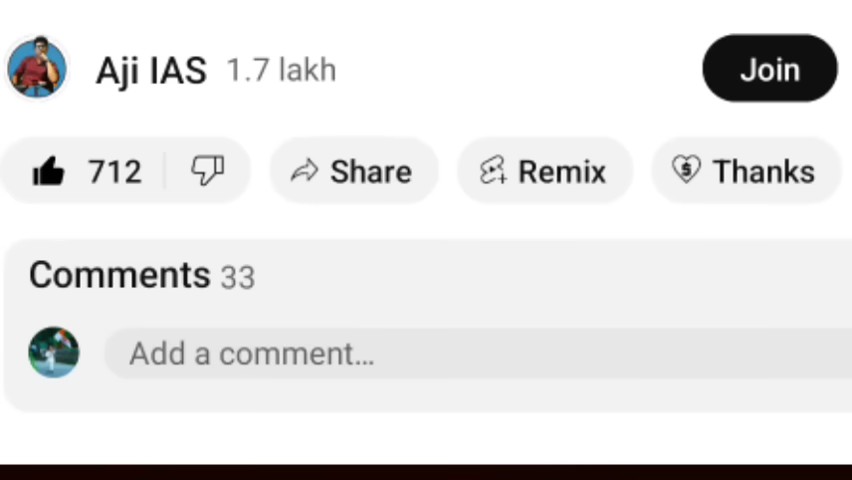 Aji IAS 1.7 lakh Join
712 Share Remix Thanks
Comments 33
Add a comment...